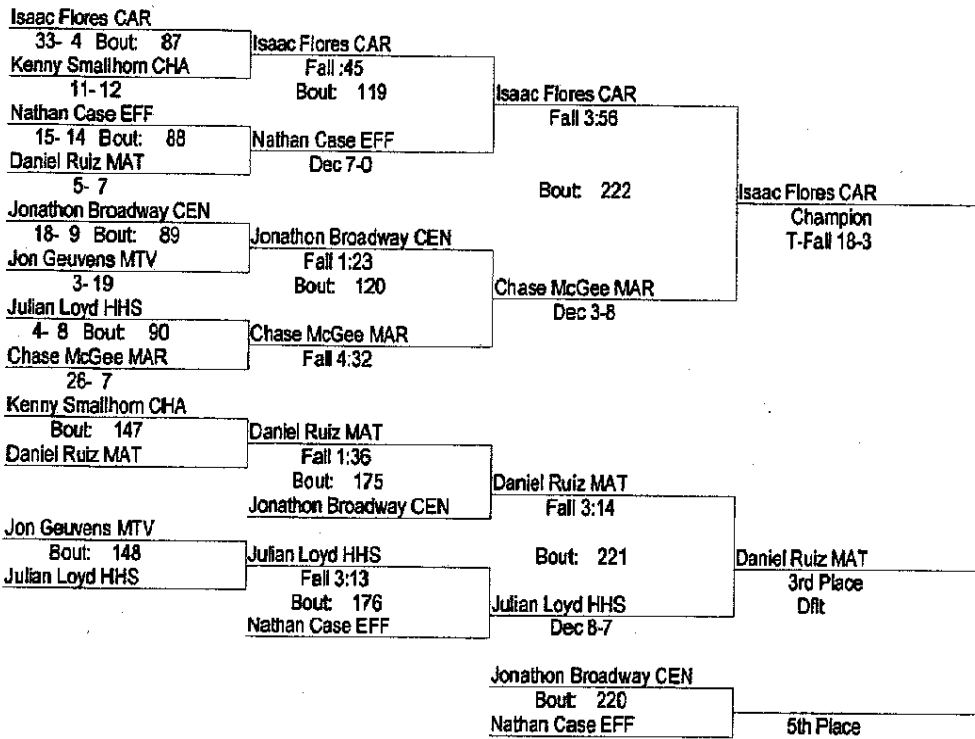 Isaac Flores CAR
33- 4 Bout: 87
Kenny Smallhorn CHA
11- 12
Nathan Case EFF
15- 14 Bout: 88
Daniel Ruiz MAT
5- 7
Jonathon Broadway CEN
18- 9 Bout: 89
Jon Geuvens MTV
3- 19
Julian Loyd HHS
4- 8 Bout: 90
Chase McGee MAR
26- 7
Isaac Flores CAR
Fall :45
Bout: 119
Nathan Case EFF
Dec 7-0
Jonathon Broadway CEN
Fall 1:23
Bout: 120
Chase McGee MAR
Fall 4:32
Isaac Flores CAR
Fall 3:56
Bout: 222
Chase McGee MAR
Dec 3-8
Isaac Flores CAR
Champion
T-Fall 18-3
Kenny Smallhorn CHA
Bout: 147
Daniel Ruiz MAT
Jon Geuvens MTV
Bout: 148
Julian Loyd HHS
Daniel Ruiz MAT
Fall 1:36
Bout: 175
Jonathon Broadway CEN
Julian Loyd HHS
Fall 3:13
Bout: 176
Nathan Case EFF
Daniel Ruiz MAT
Fall 3:14
Bout: 221
Julian Loyd HHS
Dec 8-7
Daniel Ruiz MAT
3rd Place
Dflt
Jonathon Broadway CEN
Bout: 220
Nathan Case EFF
5th Place